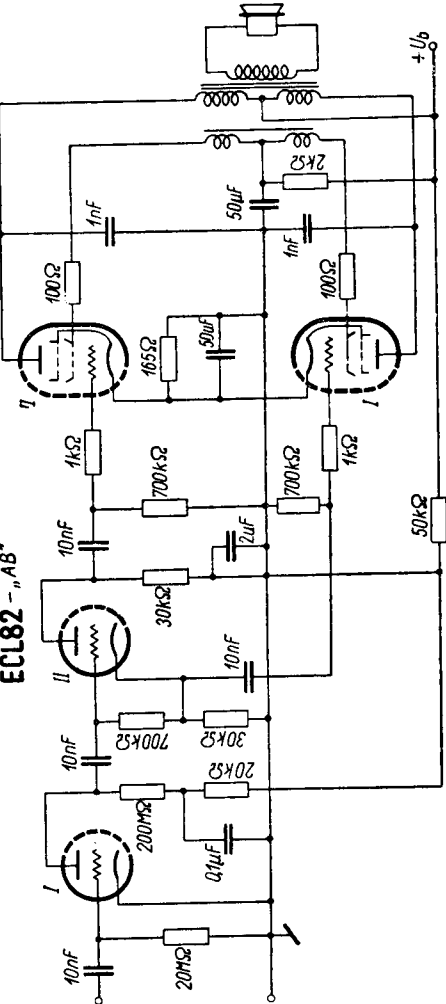 ECL82 - „AB"
10nF
I
20MΩ
200MΩ
0,1μF
20kΩ
10nF
II
700kΩ
30kΩ
10nF
30kΩ
2μF
10nF
700kΩ
700kΩ
1kΩ
1kΩ
50kΩ
II
I
165Ω
50μF
100Ω
100Ω
1nF
1nF
50μF
2kΩ
+Ub